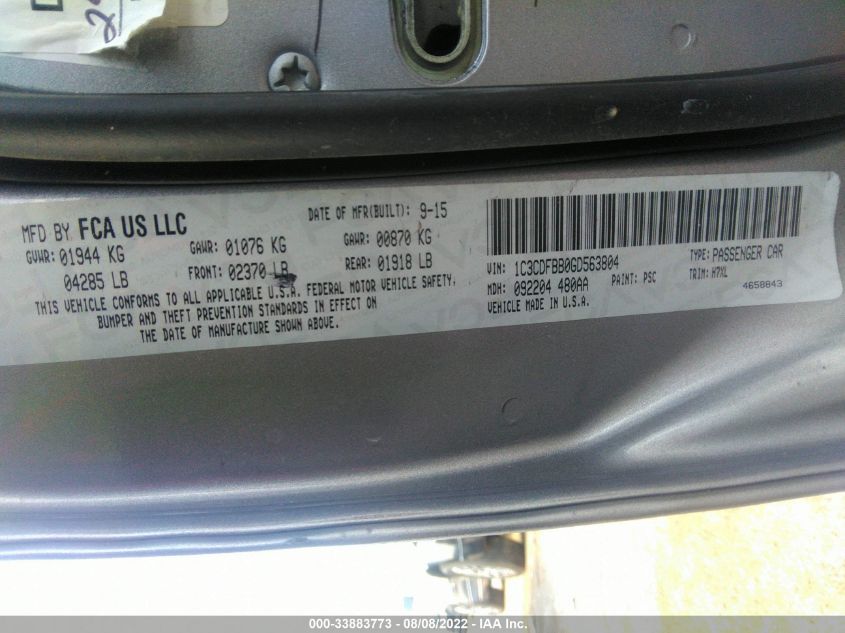 MFD BY FCA US LLC
DATE OF MFR(BUILT): 9-15
GVWR: 01944 KG
GAWR: 01076 KG
GAWR: 00870 KG
04285 LB
FRONT: 02370 LB
REAR: 01918 LB
THIS VEHICLE CONFORMS TO ALL APPLICABLE U.S.A. FEDERAL MOTOR VEHICLE SAFETY,
BUMPER AND THEFT PREVENTION STANDARDS IN EFFECT ON
THE DATE OF MANUFACTURE SHOWN ABOVE.
VIN: 1C3CDFBB0GD563804
TYPE: PASSENGER CAR
MDH: 092204 480AA
PAINT: PSC
TRIM: H7XL
VEHICLE MADE IN U.S.A.
4658843
000-33883773 - 08/08/2022 - IAA Inc.